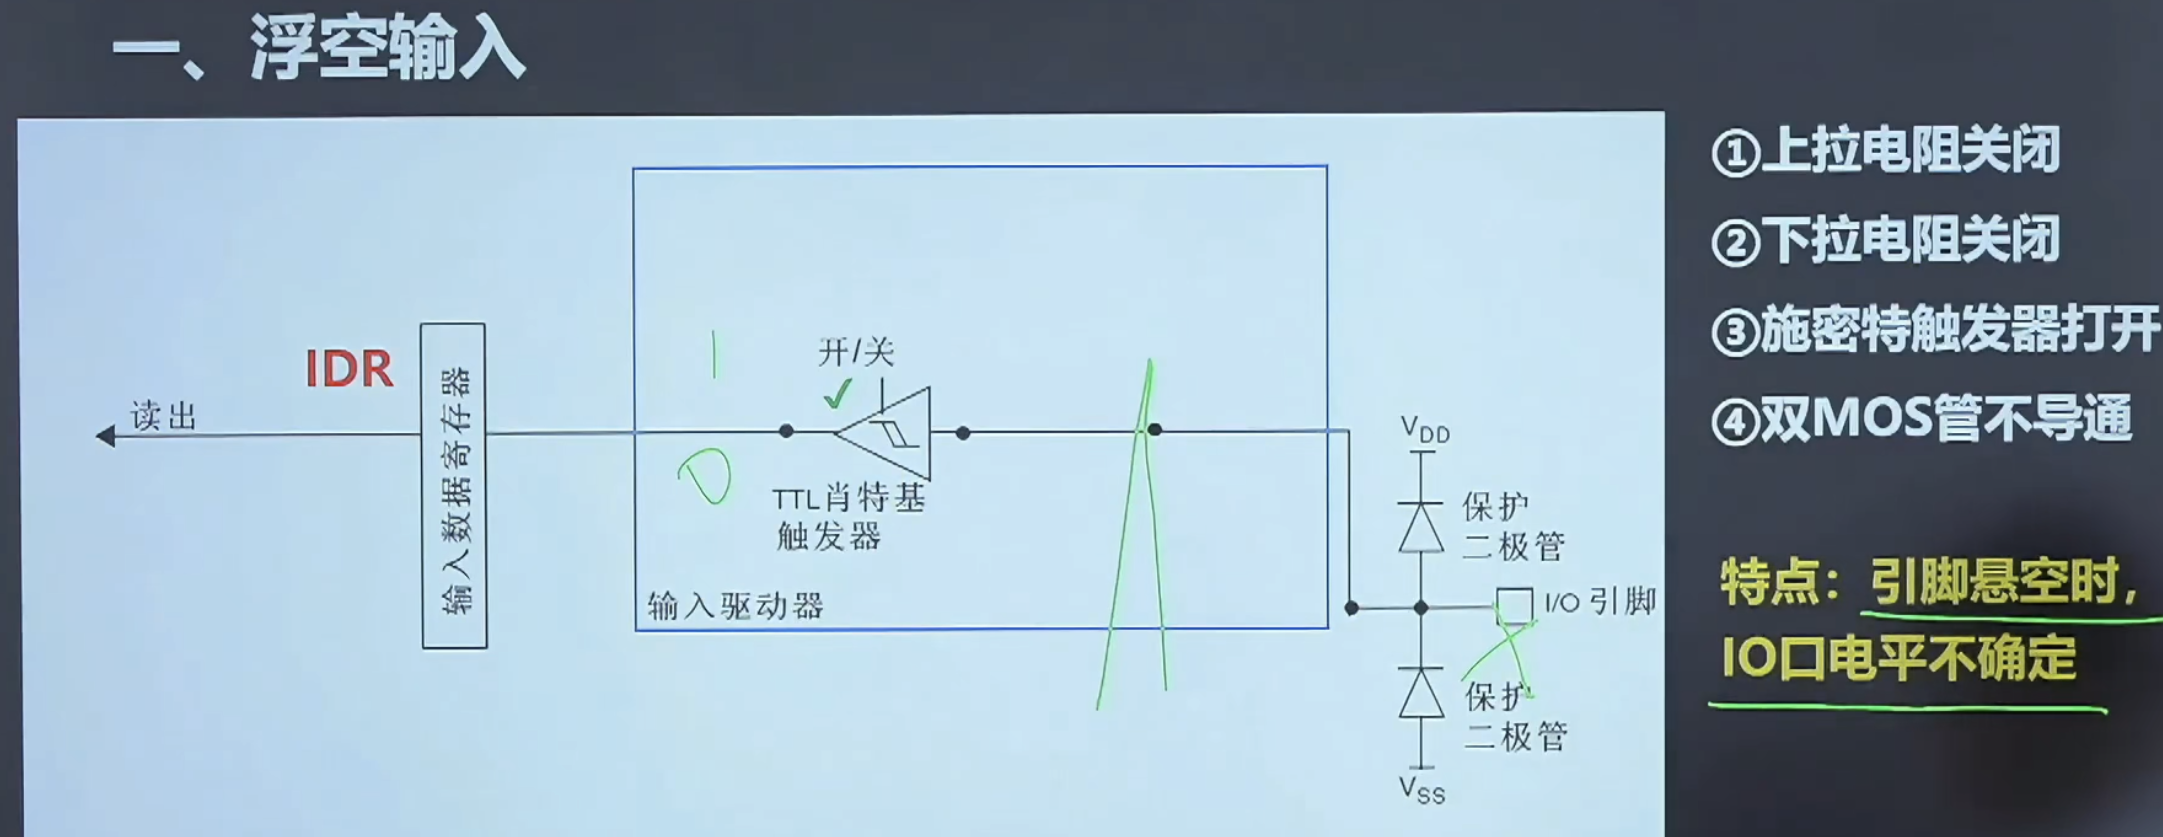 一、浮空输入
①上拉电阻关闭
②下拉电阻关闭
③施密特触发器打开
④双MOS管不导通
特点：引脚悬空时，
IO口电平不确定
IDR
读出
输入数据寄存器
1
0
开/关
TTL肖特基
触发器
输入驱动器
VDD
保护
二极管
I/O 引脚
保护
二极管
VSS